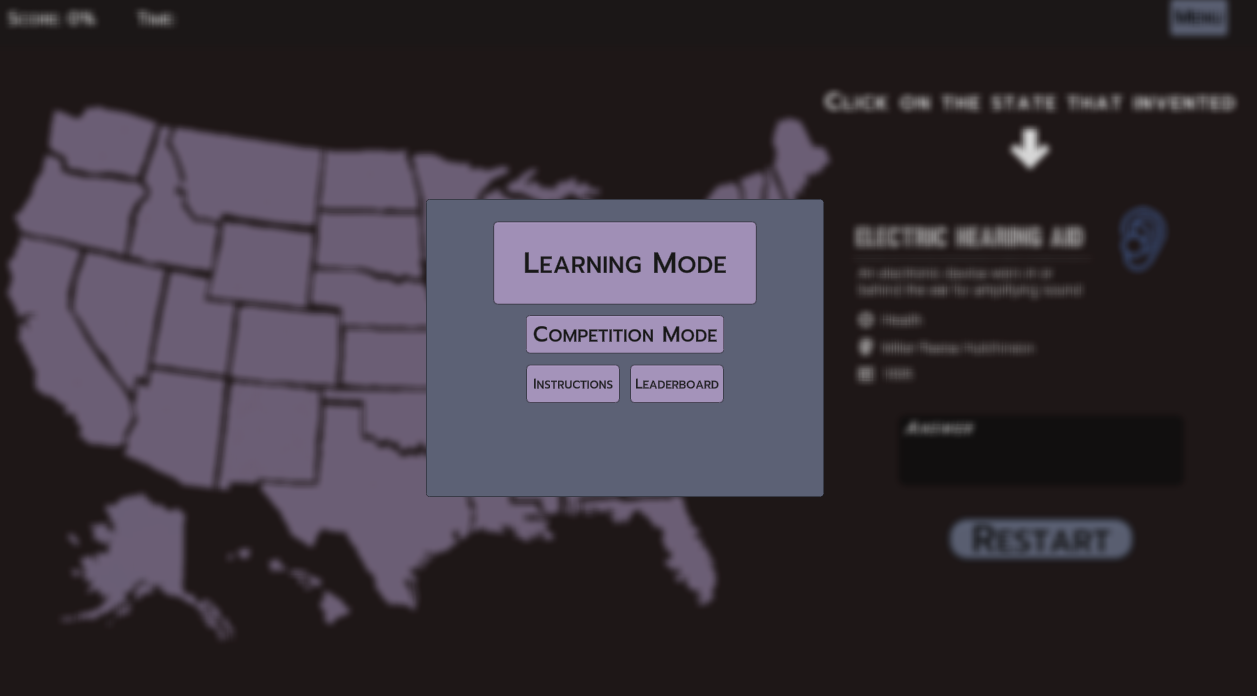 Score: 0%
Time:
Menu
Click on the state that invented
Electric Hearing Aid
An electronic device worn in or
behind the ear for amplifying sound
Health
Miller Reese Hutchinson
Answer
Restart
Learning Mode
Competition Mode
Instructions
Leaderboard